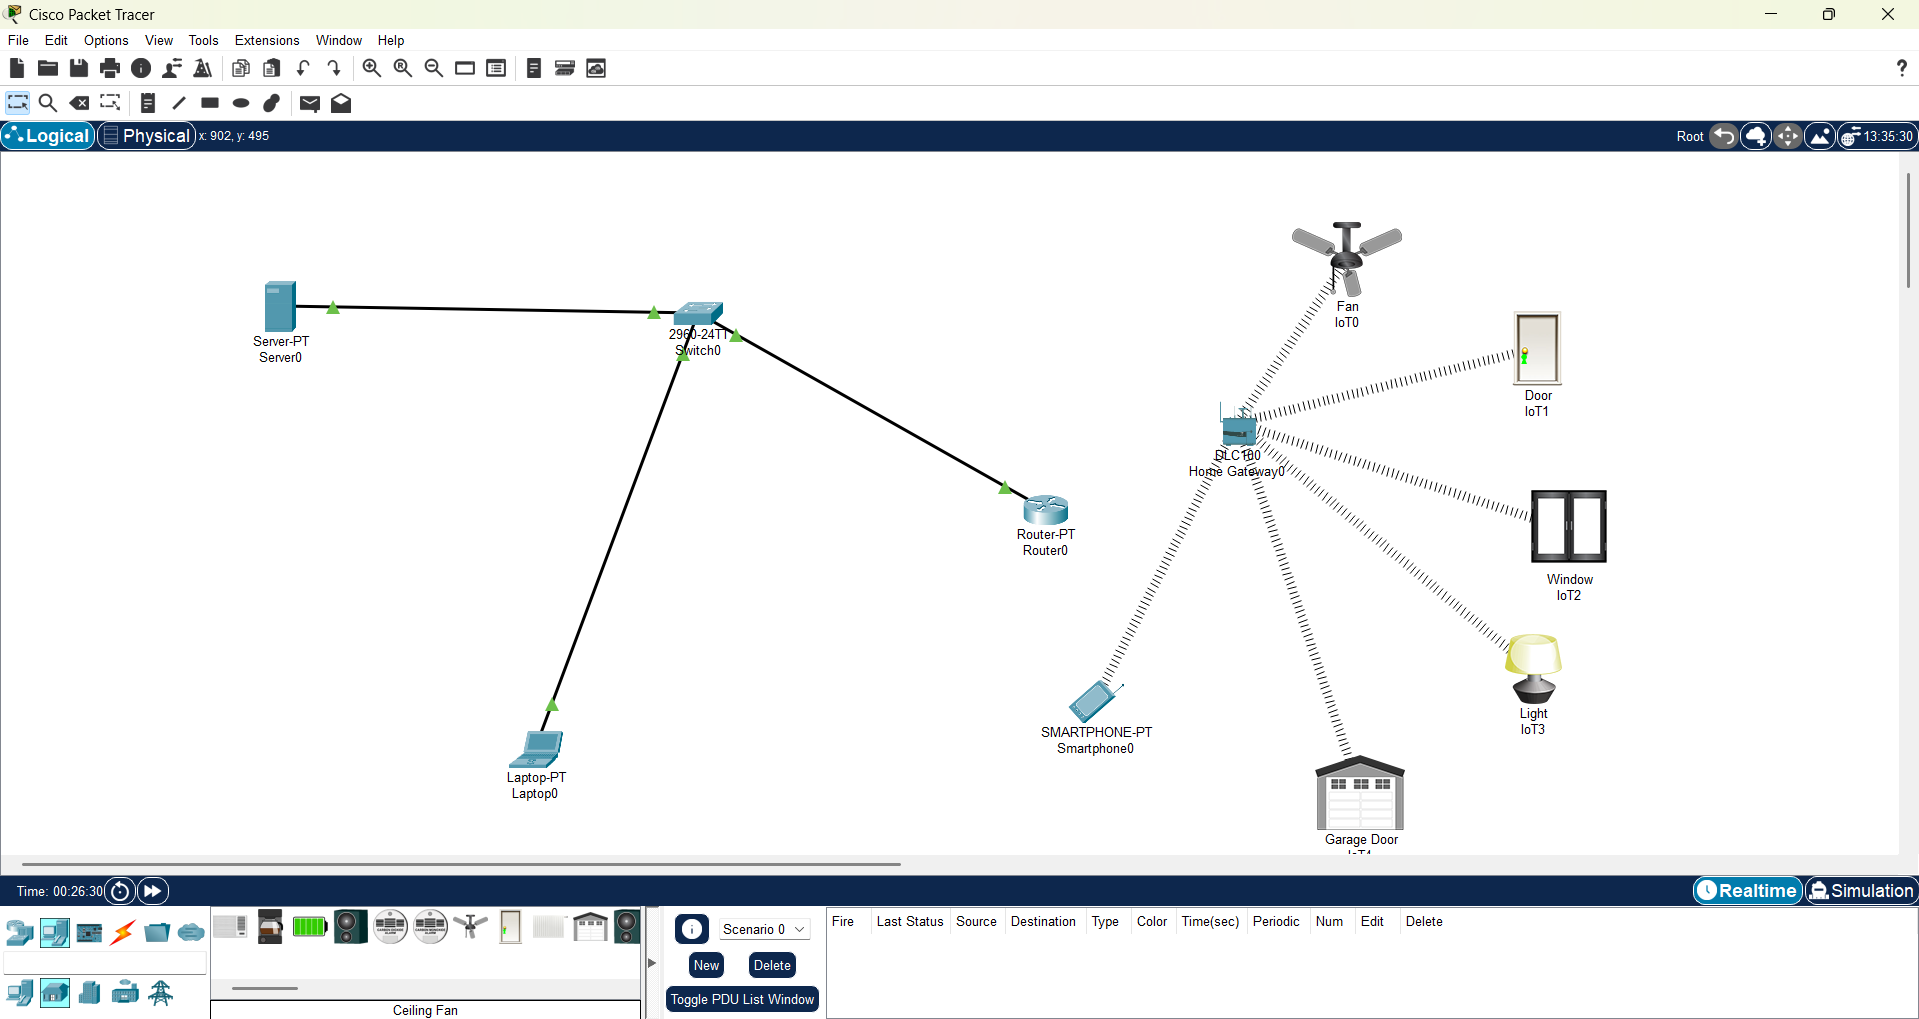 Cisco Packet Tracer
File Edit Options View Tools Extensions Window Help
Logical Physical x: 902, y: 495 Root 13:35:30
Fan
IoT0
Server-PT
Server0
2960-24TT
Switch0
Door
IoT1
DLC100
Home Gateway0
Router-PT
Router0
Window
IoT2
Light
IoT3
SMARTPHONE-PT
Smartphone0
Laptop-PT
Laptop0
Garage Door
IoT4
Time: 00:26:30 Realtime Simulation
Scenario 0
New Delete
Toggle PDU List Window
Fire Last Status Source Destination Type Color Time(sec) Periodic Num Edit Delete
Ceiling Fan